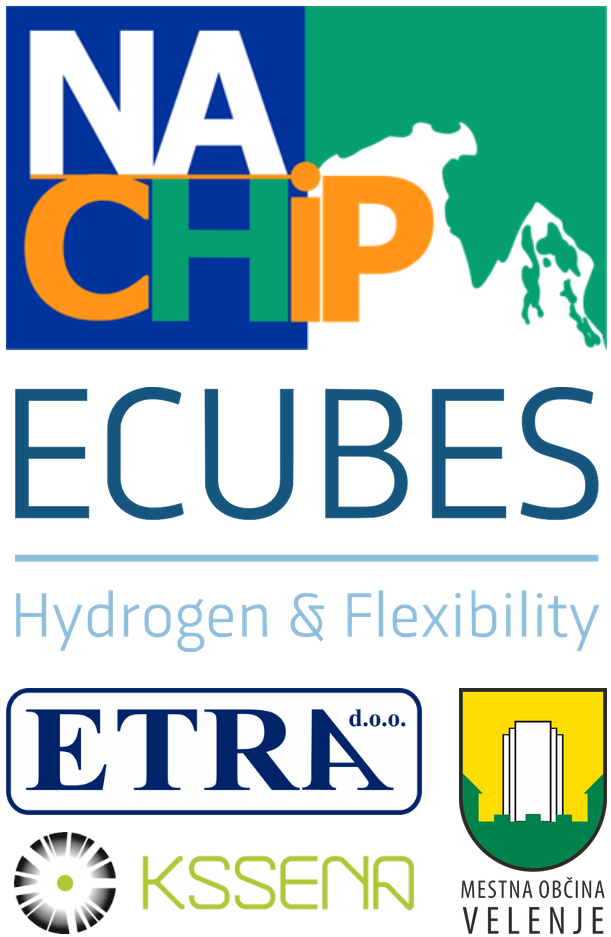 NA
CHiP
ECUBES
Hydrogen & Flexibility
ETRA d.o.o.
KSSENA
MESTNA OBČINA
VELENJE